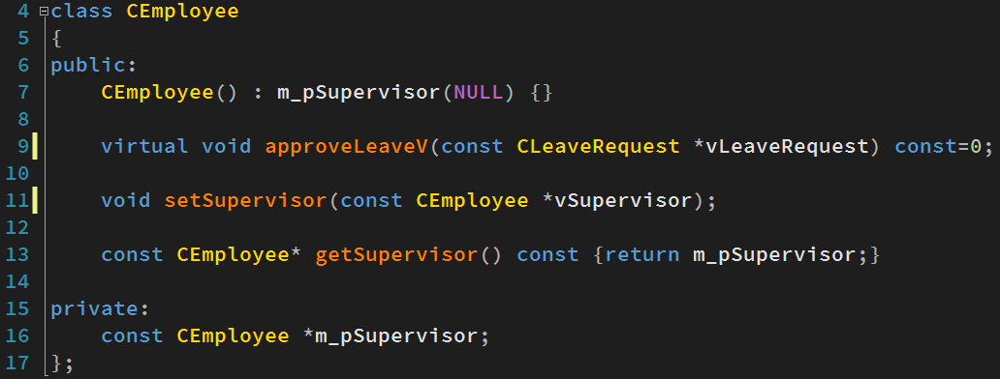 4 class CEmployee
5 {
6 public:
7     CEmployee() : m_pSupervisor(NULL) {}
8
9     virtual void approveLeaveV(const CLeaveRequest *vLeaveRequest) const=0;
10
11     void setSupervisor(const CEmployee *vSupervisor);
12
13     const CEmployee* getSupervisor() const {return m_pSupervisor;}
14
15 private:
16     const CEmployee *m_pSupervisor;
17 };